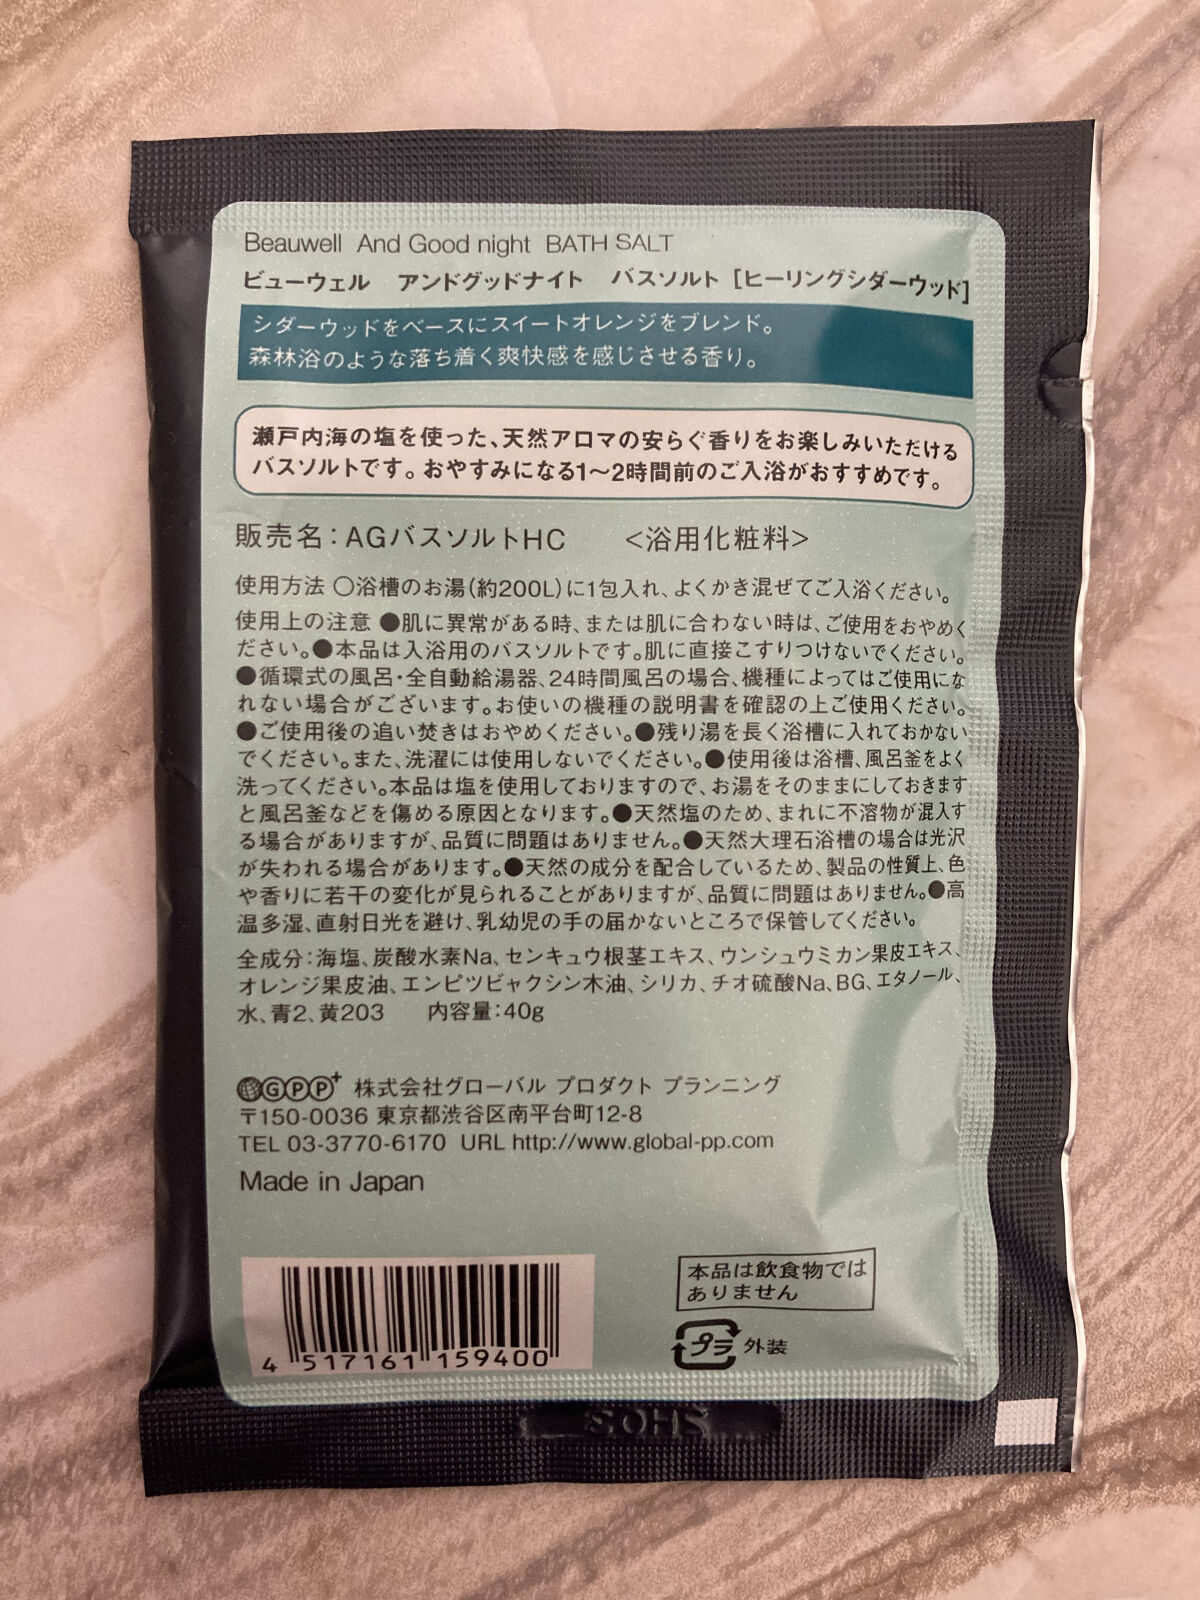 Beauwell And Good night BATH SALT
ビューウェル アンドグッドナイト バスソルト [ヒーリングシダーウッド]
シダーウッドをベースにスイートオレンジをブレンド。
森林浴のような落ち着く爽快感を感じさせる香り。
瀬戸内海の塩を使った、天然アロマの安らぐ香りをお楽しみいただける
バスソルトです。おやすみになる1〜2時間前のご入浴がおすすめです。
販売名:AGバスソルトHC <浴用化粧料>
使用方法 ○浴槽のお湯(約200L)に1包入れ、よくかき混ぜてご入浴ください。
使用上の注意 ●肌に異常がある時、または肌に合わない時は、ご使用をおやめく
ださい。●本品は入浴用のバスソルトです。肌に直接こすりつけないでください。
●循環式の風呂・全自動給湯器、24時間風呂の場合、機種によってはご使用にな
れない場合がございます。お使いの機種の説明書を確認の上ご使用ください。
●ご使用後の追い焚きはおやめください。●残り湯を長く浴槽に入れておかない
でください。また、洗濯には使用しないでください。●使用後は浴槽、風呂釜をよく
洗ってください。本品は塩を使用しておりますので、お湯をそのままにしておきます
と風呂釜などを傷める原因となります。●天然塩のため、まれに不溶物が混入す
る場合がありますが、品質に問題はありません。●天然大理石浴槽の場合は光沢
が失われる場合があります。●天然の成分を配合しているため、製品の性質上、色
や香りに若干の変化が見られることがありますが、品質に問題はありません。●高
温多湿、直射日光を避け、乳幼児の手の届かないところで保管してください。
全成分:海塩、炭酸水素Na、センキュウ根茎エキス、ウンシュウミカン果皮エキス、
オレンジ果皮油、エンピツビャクシン木油、シリカ、チオ硫酸Na、BG、エタノール、
水、青2、黄203 内容量:40g
GPP+ 株式会社グローバル プロダクト プランニング
〒150-0036 東京都渋谷区南平台町12-8
TEL 03-3770-6170 URL http://www.global-pp.com
Made in Japan
4 517161 159400
本品は飲食物では
ありません
プラ 外装